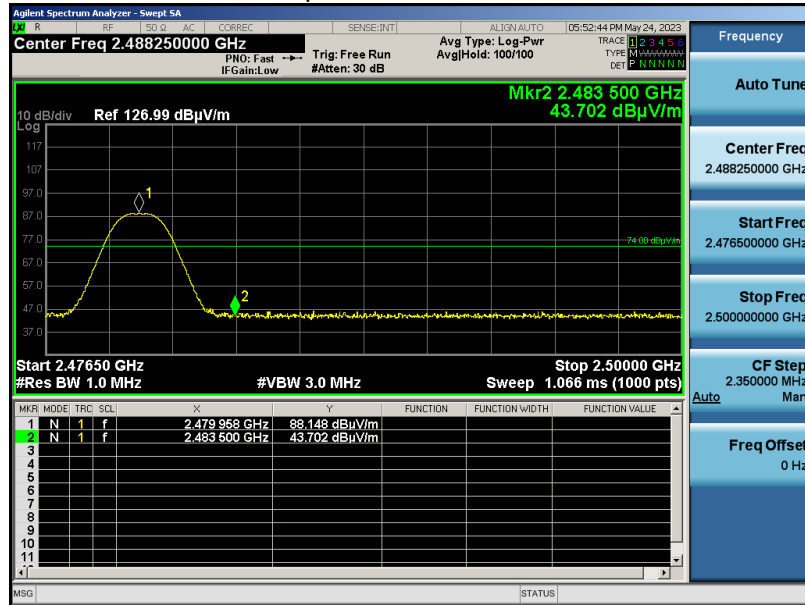 Agilent Spectrum Analyzer - Swept SA
LXI R RF 50 Ω AC CORREC SENSE:INT ALIGN AUTO 05:52:44 PM May 24, 2023
Center Freq 2.488250000 GHz
PNO: Fast
IFGain:Low
Trig: Free Run
#Atten: 30 dB
Avg Type: Log-Pwr
Avg|Hold: 100/100
TRACE 1 2 3 4 5 6
TYPE M WWWWW
DET P N N N N N
Mkr2 2.483 500 GHz
43.702 dBµV/m
10 dB/div Ref 126.99 dBµV/m
Log
117
107
97.0
87.0
77.0
67.0
57.0
47.0
37.0
1
2
74.00 dBµV/m
Start 2.47650 GHz Stop 2.50000 GHz
#Res BW 1.0 MHz #VBW 3.0 MHz Sweep 1.066 ms (1000 pts)
MKR MODE TRC SCL X Y FUNCTION FUNCTION WIDTH FUNCTION VALUE
1 N 1 f 2.479 958 GHz 88.148 dBµV/m
2 N 1 f 2.483 500 GHz 43.702 dBµV/m
3
4
5
6
7
8
9
10
11
MSG STATUS
Frequency
Auto Tune
Center Freq
2.488250000 GHz
Start Freq
2.476500000 GHz
Stop Freq
2.500000000 GHz
CF Step
2.350000 MHz
Auto Man
Freq Offset
0 Hz